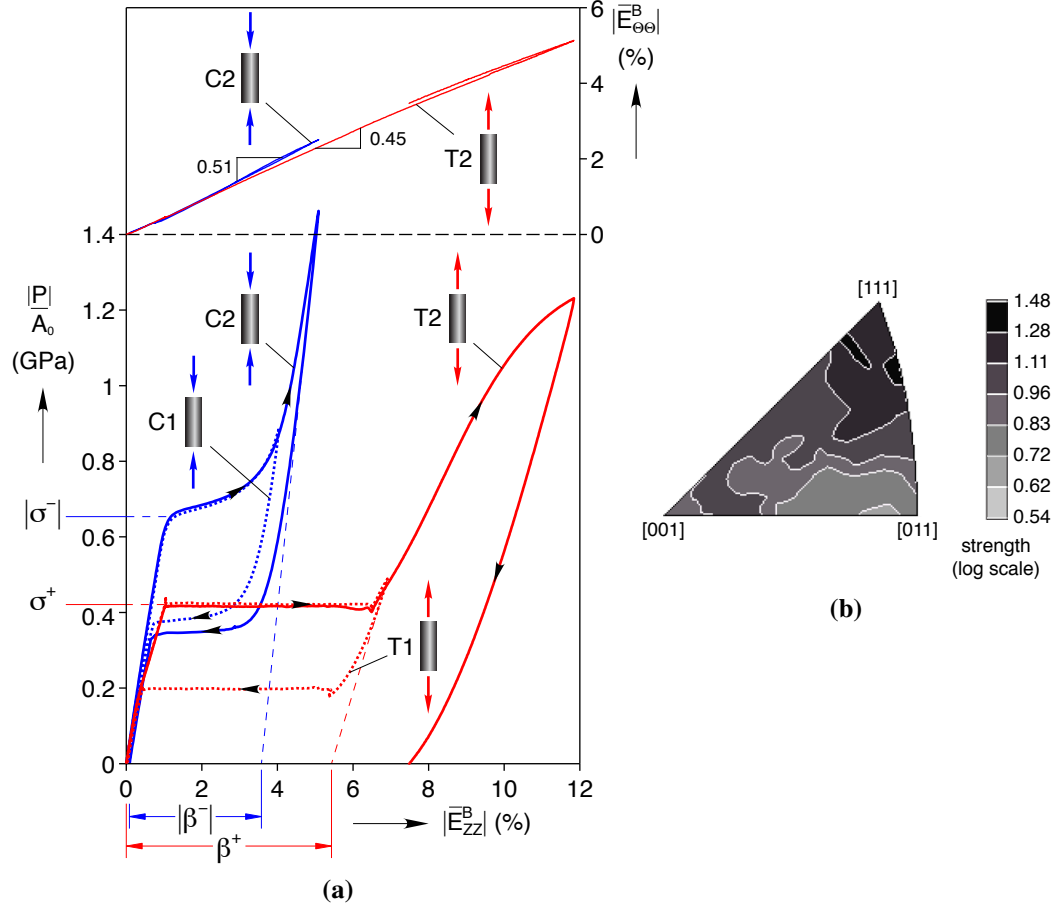 6
|E̅ᴮ_ΘΘ|
(%)
4
2
0
C2
0.51
0.45
T2
1.4
1.2
1
0.8
0.6
0.4
0.2
0
|P|
A₀
(GPa)
C2
C1
T2
T1
|σ⁻|
σ⁺
0 2 4 6 8 10 12
|β⁻|
β⁺
|E̅ᴮ_ZZ| (%)
(a)
[111]
[001]
[011]
1.48
1.28
1.11
0.96
0.83
0.72
0.62
0.54
strength
(log scale)
(b)